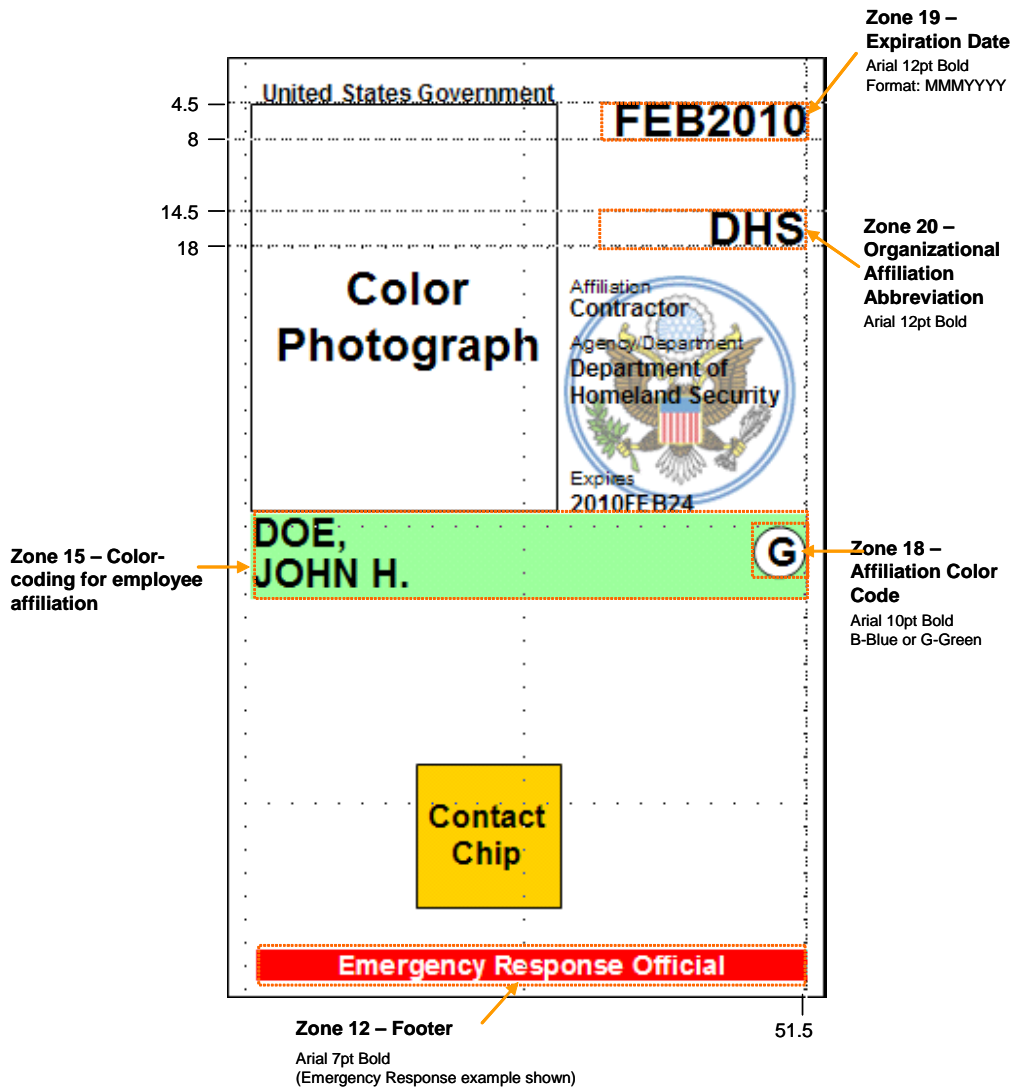 Zone 19 –
Expiration Date
Arial 12pt Bold
Format: MMMYYYY
United States Government
4.5
FEB2010
8
14.5
DHS
18
Zone 20 –
Organizational
Affiliation
Abbreviation
Arial 12pt Bold
Color
Photograph
Affiliation
Contractor
Agency/Department
Department of
Homeland Security
Expires
2010FEB24
DOE,
JOHN H.
G
Zone 15 – Color-
coding for employee
affiliation
Zone 18 –
Affiliation Color
Code
Arial 10pt Bold
B-Blue or G-Green
Contact
Chip
Emergency Response Official
Zone 12 – Footer
Arial 7pt Bold
(Emergency Response example shown)
51.5